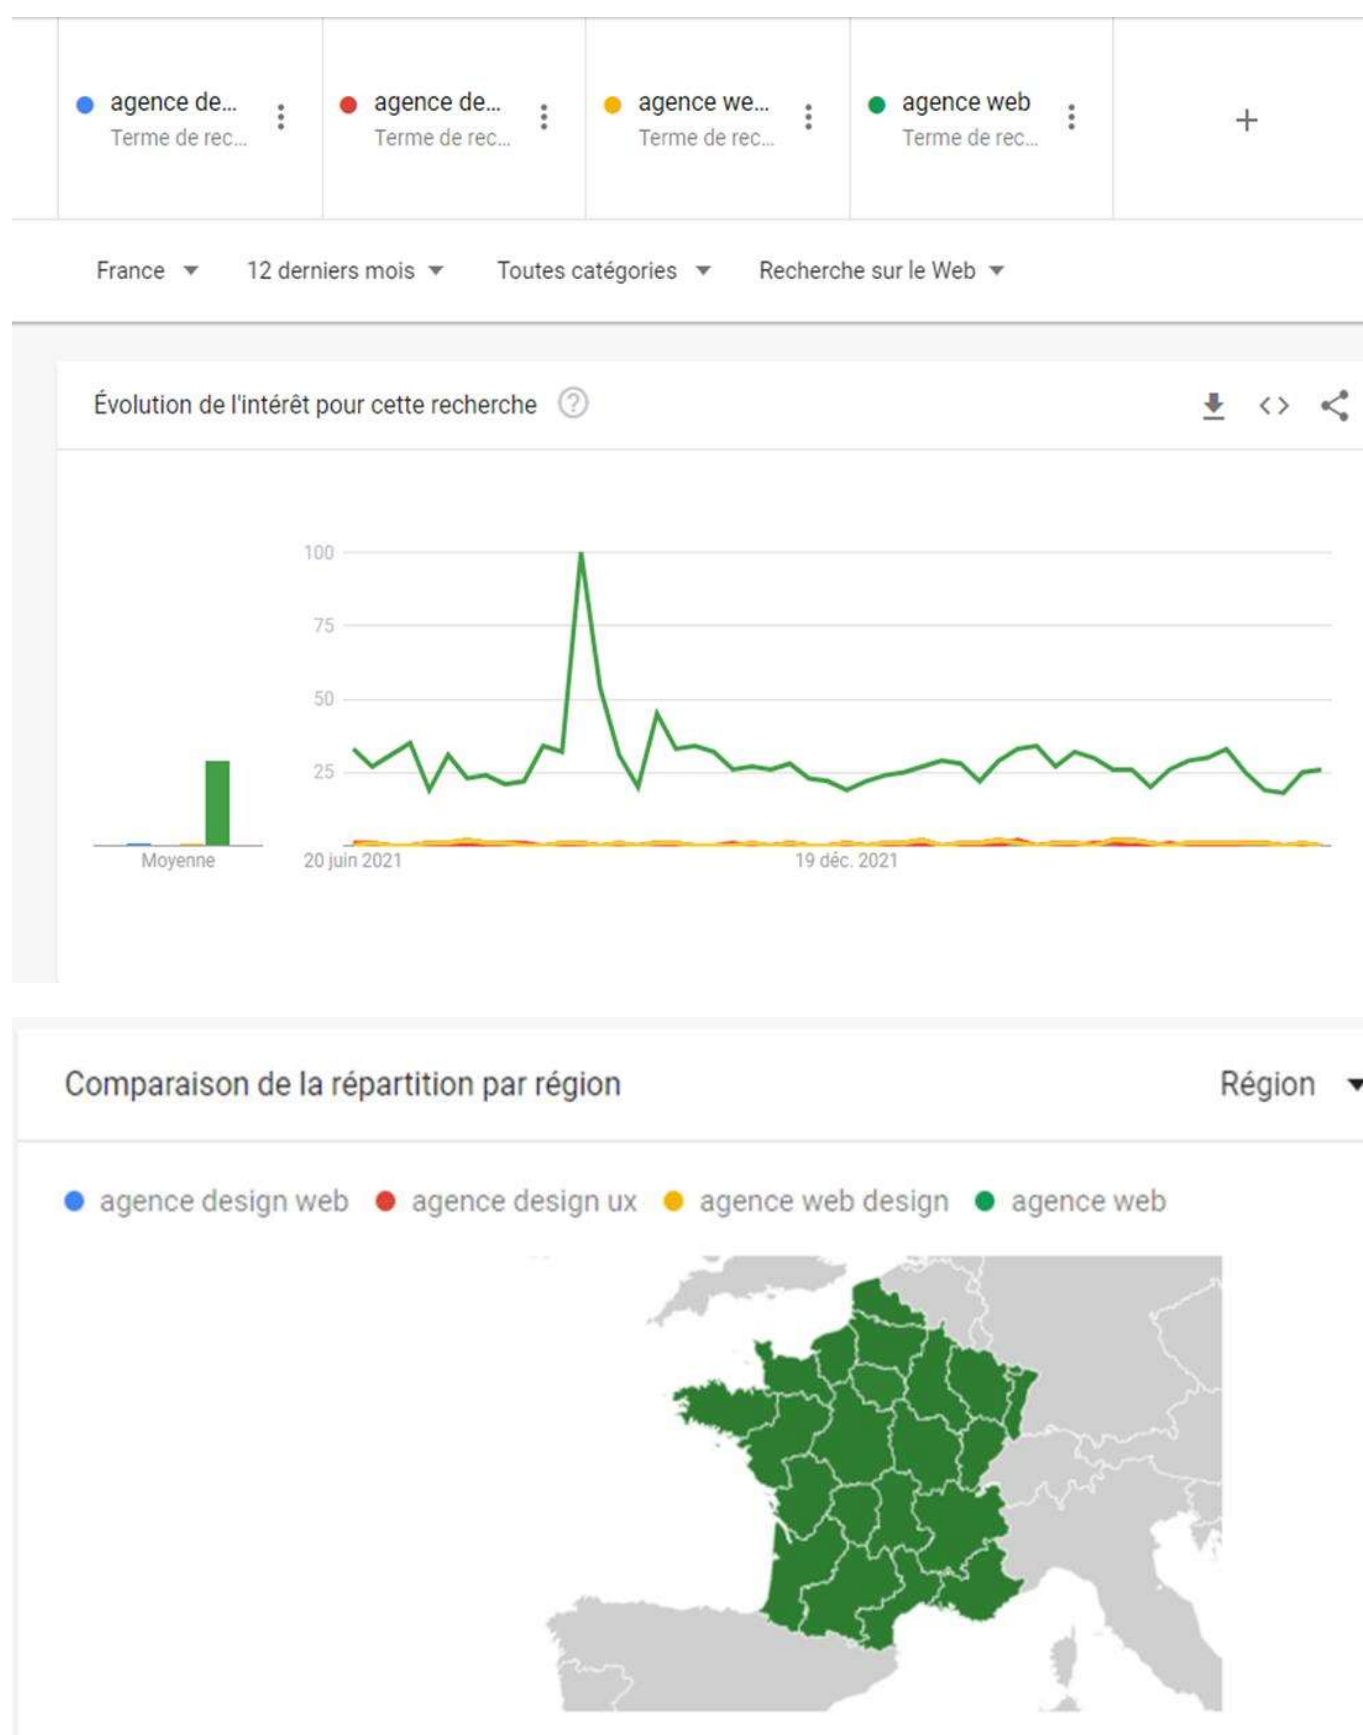 agence de... agence de... agence we... agence web
Terme de rec... Terme de rec... Terme de rec... Terme de rec...
France 12 derniers mois Toutes catégories Recherche sur le Web
Évolution de l'intérêt pour cette recherche
100
75
50
25
Moyenne 20 juin 2021 19 déc. 2021
Comparaison de la répartition par région Région
agence design web agence design ux agence web design agence web